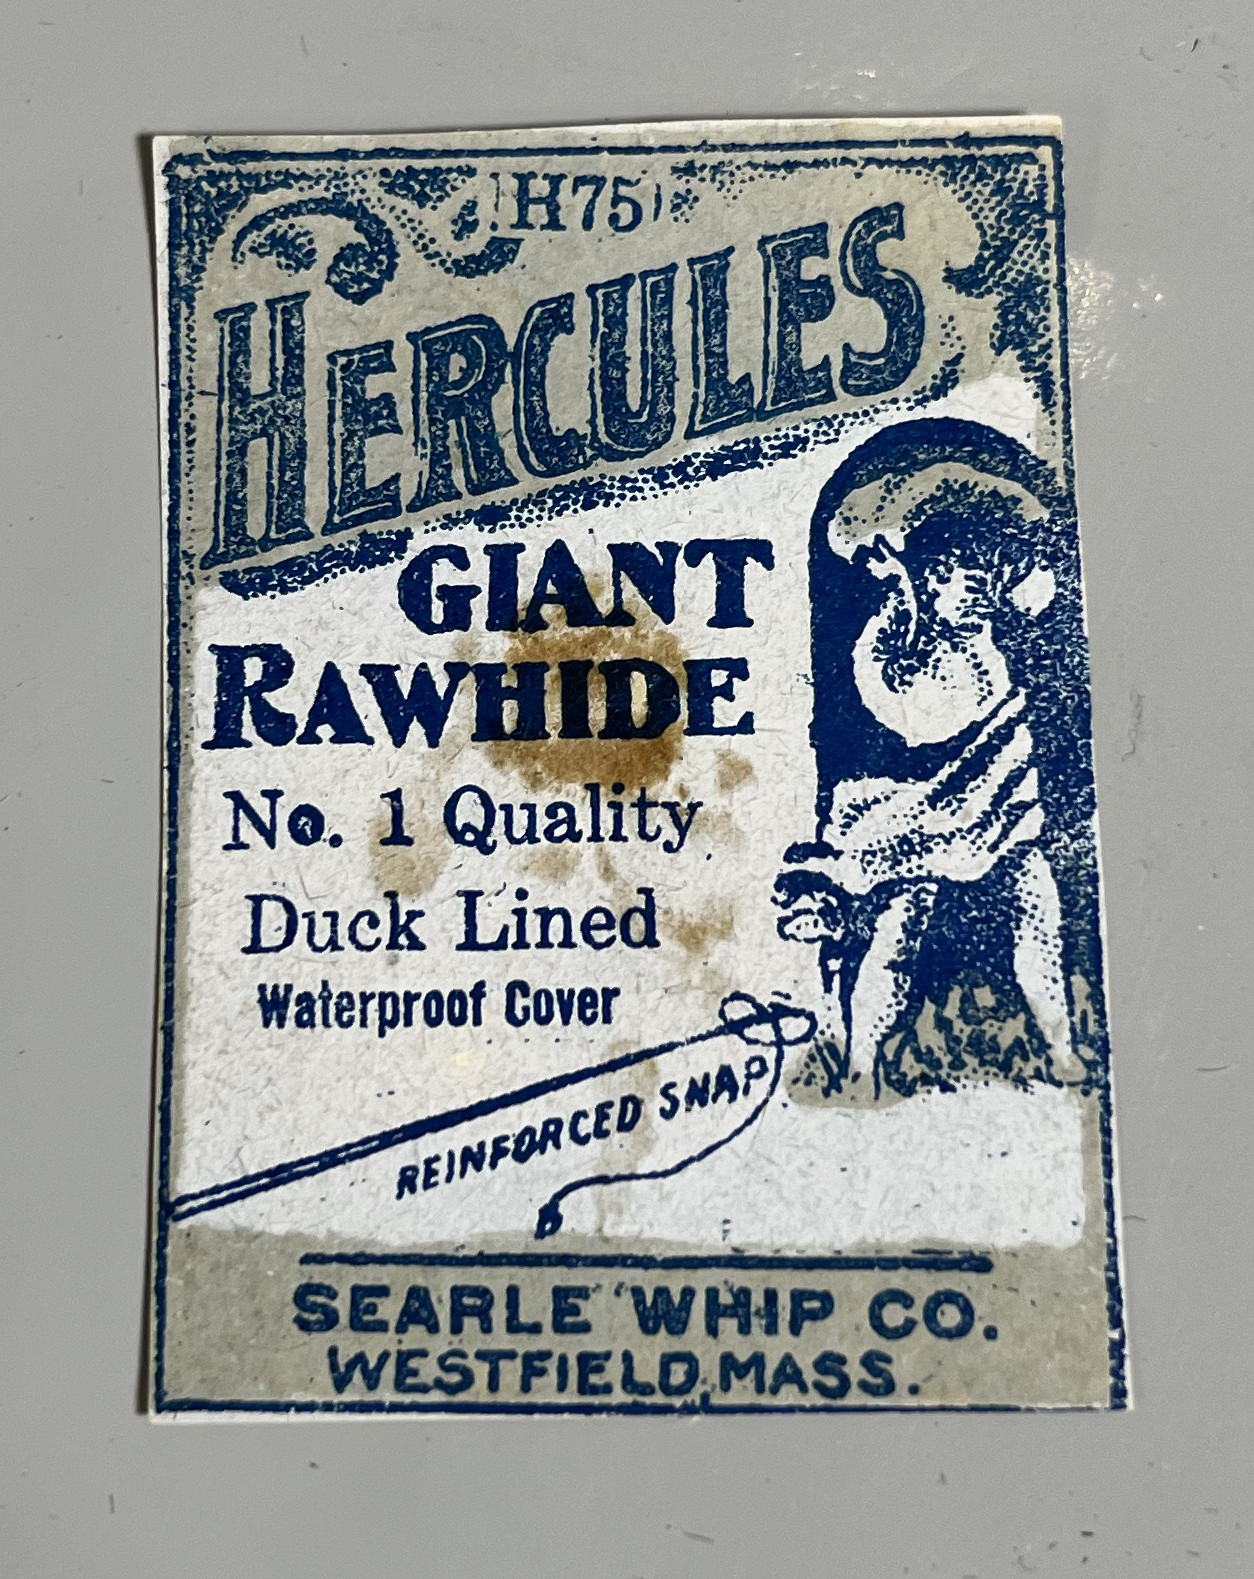 H75
HERCULES
GIANT
RAWHIDE
No. 1 Quality
Duck Lined
Waterproof Cover
REINFORCED SNAP
SEARLE WHIP CO.
WESTFIELD, MASS.